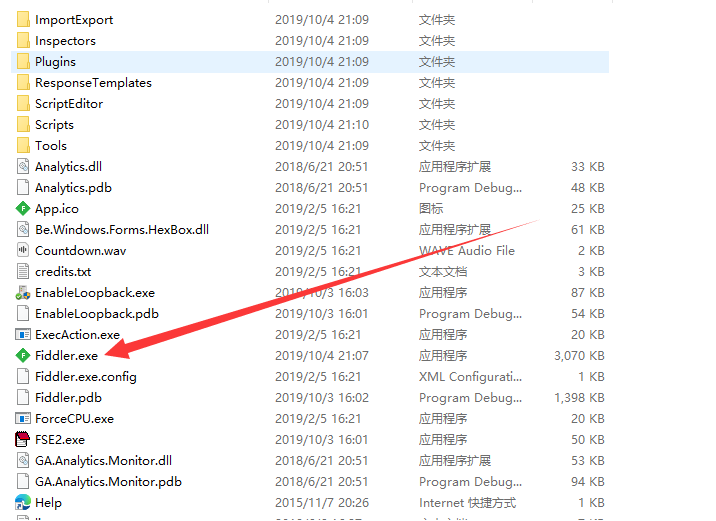 ImportExport 2019/10/4 21:09 文件夹
Inspectors 2019/10/4 21:09 文件夹
Plugins 2019/10/4 21:09 文件夹
ResponseTemplates 2019/10/4 21:09 文件夹
ScriptEditor 2019/10/4 21:09 文件夹
Scripts 2019/10/4 21:10 文件夹
Tools 2019/10/4 21:09 文件夹
Analytics.dll 2018/6/21 20:51 应用程序扩展 33 KB
Analytics.pdb 2018/6/21 20:51 Program Debug... 48 KB
App.ico 2019/2/5 16:21 图标 25 KB
Be.Windows.Forms.HexBox.dll 2019/2/5 16:21 应用程序扩展 61 KB
Countdown.wav 2019/2/5 16:21 WAVE Audio File 2 KB
credits.txt 2019/2/5 16:21 文本文档 3 KB
EnableLoopback.exe 2019/10/3 16:03 应用程序 87 KB
EnableLoopback.pdb 2019/10/3 16:01 Program Debug... 54 KB
ExecAction.exe 2019/2/5 16:21 应用程序 20 KB
Fiddler.exe 2019/10/4 21:07 应用程序 3,070 KB
Fiddler.exe.config 2019/2/5 16:21 XML Configurati... 1 KB
Fiddler.pdb 2019/10/3 16:02 Program Debug... 1,398 KB
ForceCPU.exe 2019/2/5 16:21 应用程序 20 KB
FSE2.exe 2019/10/3 16:01 应用程序 50 KB
GA.Analytics.Monitor.dll 2018/6/21 20:51 应用程序扩展 53 KB
GA.Analytics.Monitor.pdb 2018/6/21 20:51 Program Debug... 94 KB
Help 2015/11/7 20:26 Internet 快捷方式 1 KB